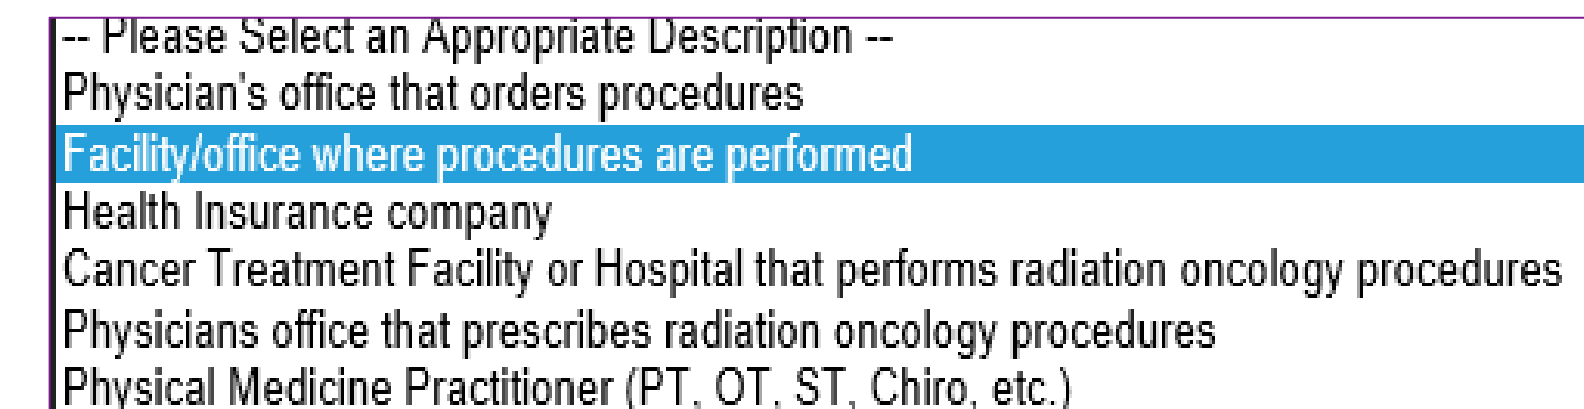 -- Please Select an Appropriate Description --
Physician's office that orders procedures
Facility/office where procedures are performed
Health Insurance company
Cancer Treatment Facility or Hospital that performs radiation oncology procedures
Physicians office that prescribes radiation oncology procedures
Physical Medicine Practitioner (PT, OT, ST, Chiro, etc.)